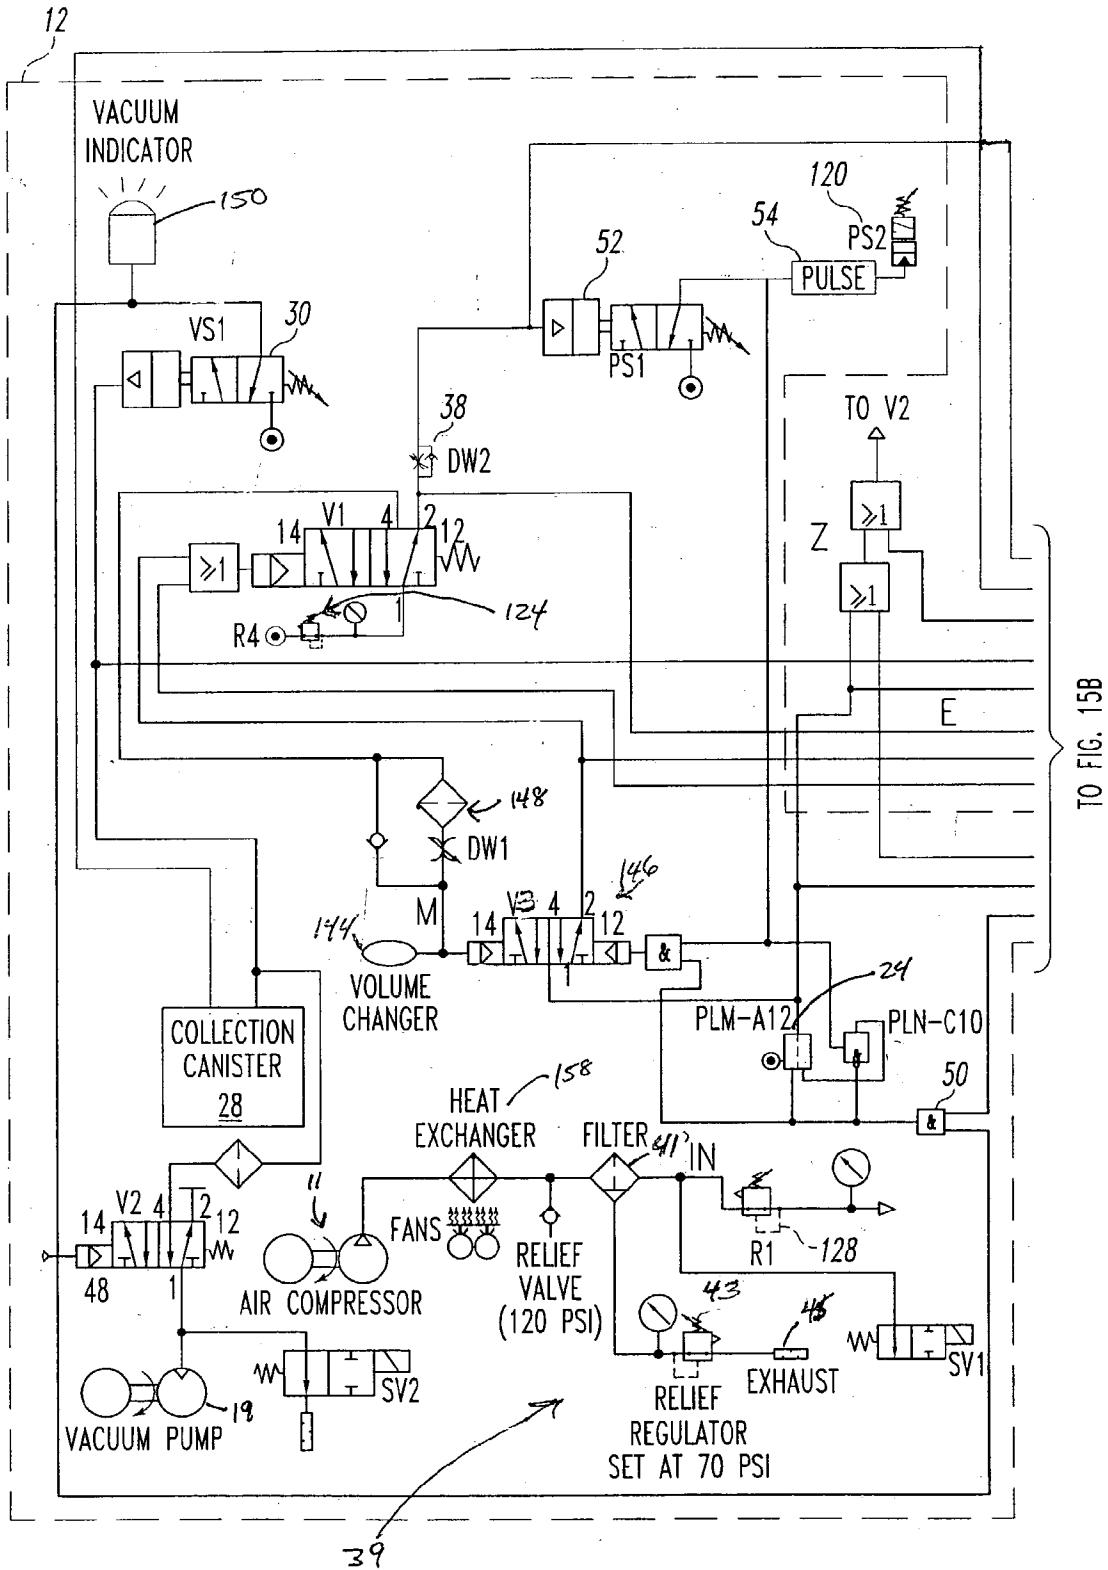 12
VACUUM
INDICATOR
150
120
54
PS2
52
PULSE
VS1
30
PS1
TO V2
38
DW2
≥1
V1
4
2
14
12
Z
≥1
≥1
1
124
R4
E
TO FIG. 15B
148
DW1
M
146
V3
4
2
14
12
144
&
1
VOLUME
CHANGER
24
PLM-A12
PLN-C10
COLLECTION
CANISTER
28
&
50
&
158
HEAT
EXCHANGER
FILTER
41
IN
11
V2
4
2
14
12
FANS
48
1
RELIEF
VALVE
(120 PSI)
R1
128
AIR COMPRESSOR
43
45
SV1
SV2
EXHAUST
19
VACUUM PUMP
RELIEF
REGULATOR
SET AT 70 PSI
39